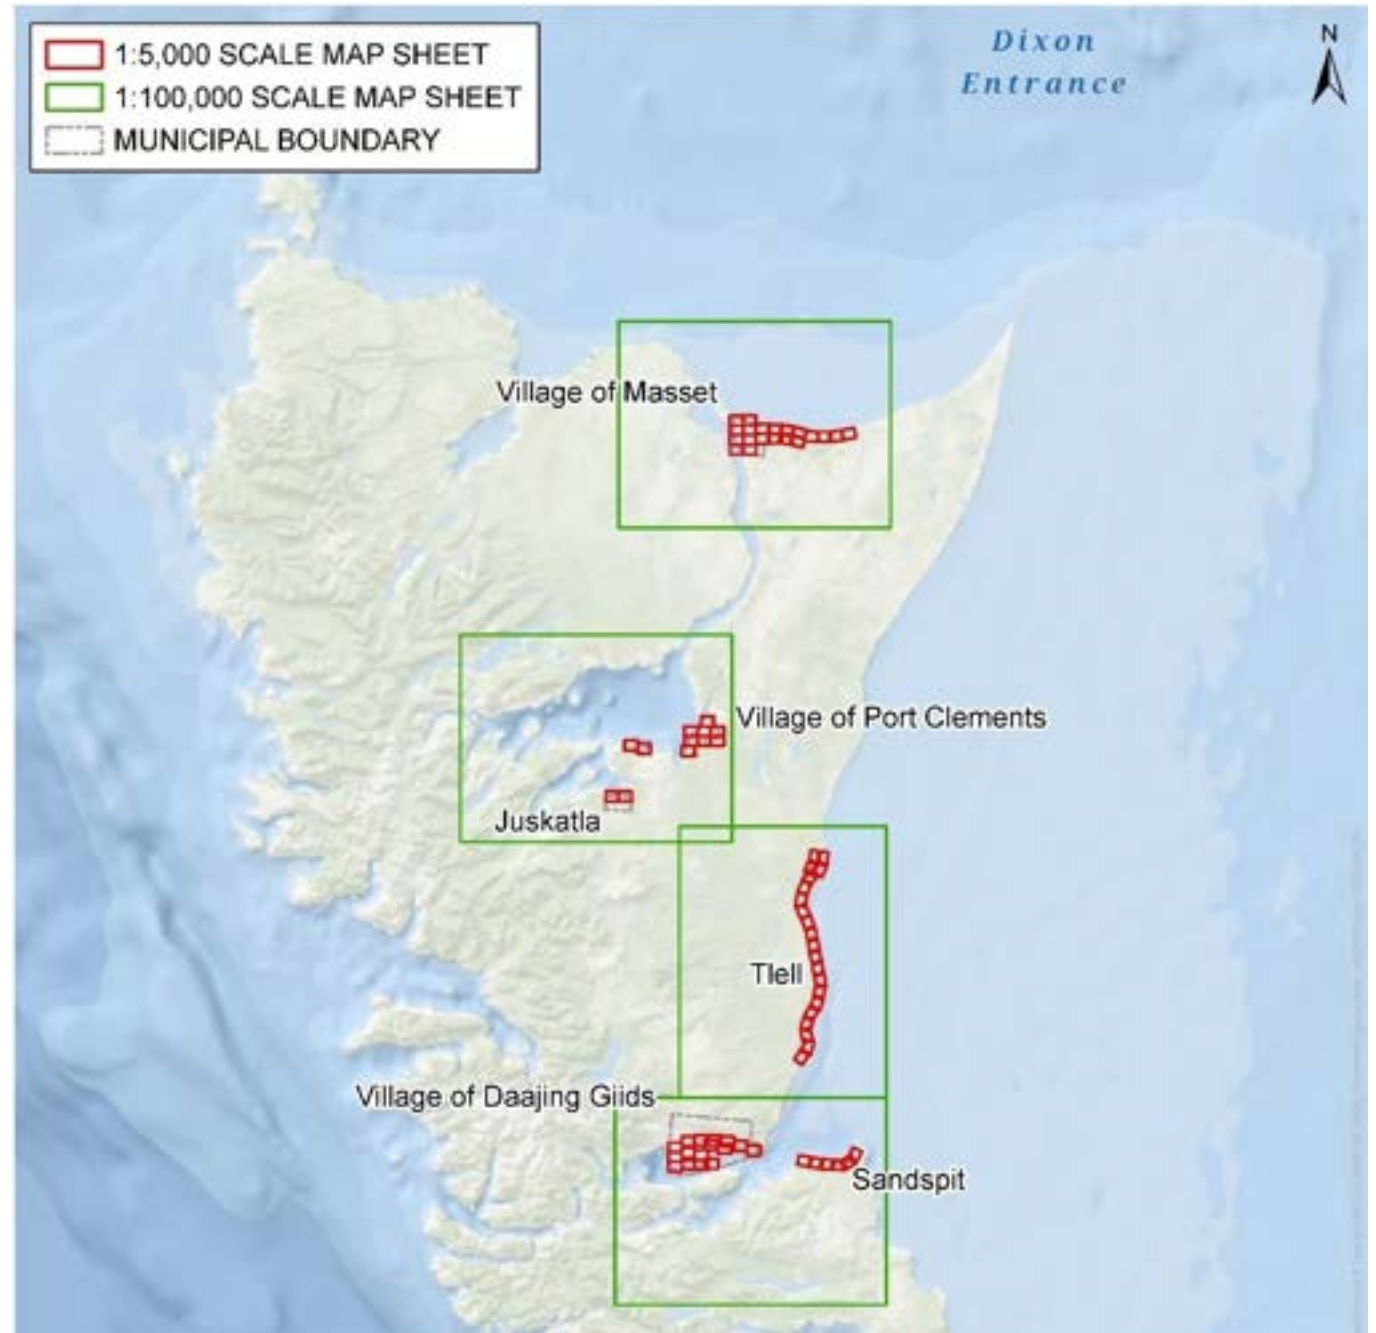 1:5,000 SCALE MAP SHEET
1:100,000 SCALE MAP SHEET
MUNICIPAL BOUNDARY
Dixon
Entrance
N
Village of Masset
Village of Port Clements
Juskatla
Tlell
Village of Daajing Giids
Sandspit